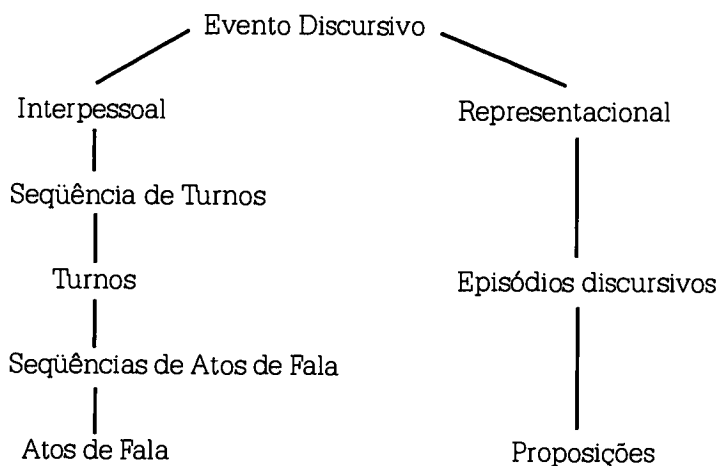 Evento Discursivo
Interpessoal
Representacional
Seqüência de Turnos
Turnos
Episódios discursivos
Seqüências de Atos de Fala
Atos de Fala
Proposições